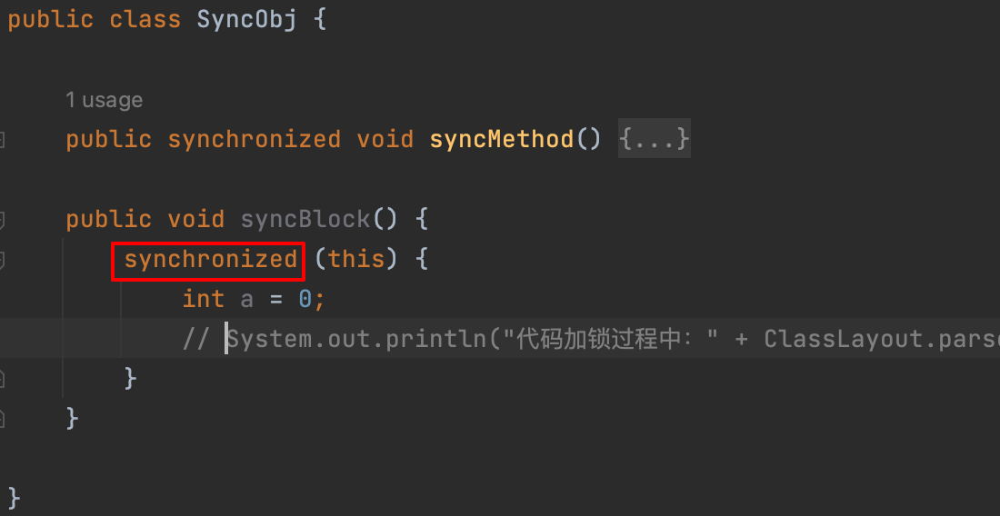 public class SyncObj {
1 usage
public synchronized void syncMethod() {...}
public void syncBlock() {
synchronized (this) {
int a = 0;
// System.out.println("代码加锁过程中：" + ClassLayout.pars
}
}
}